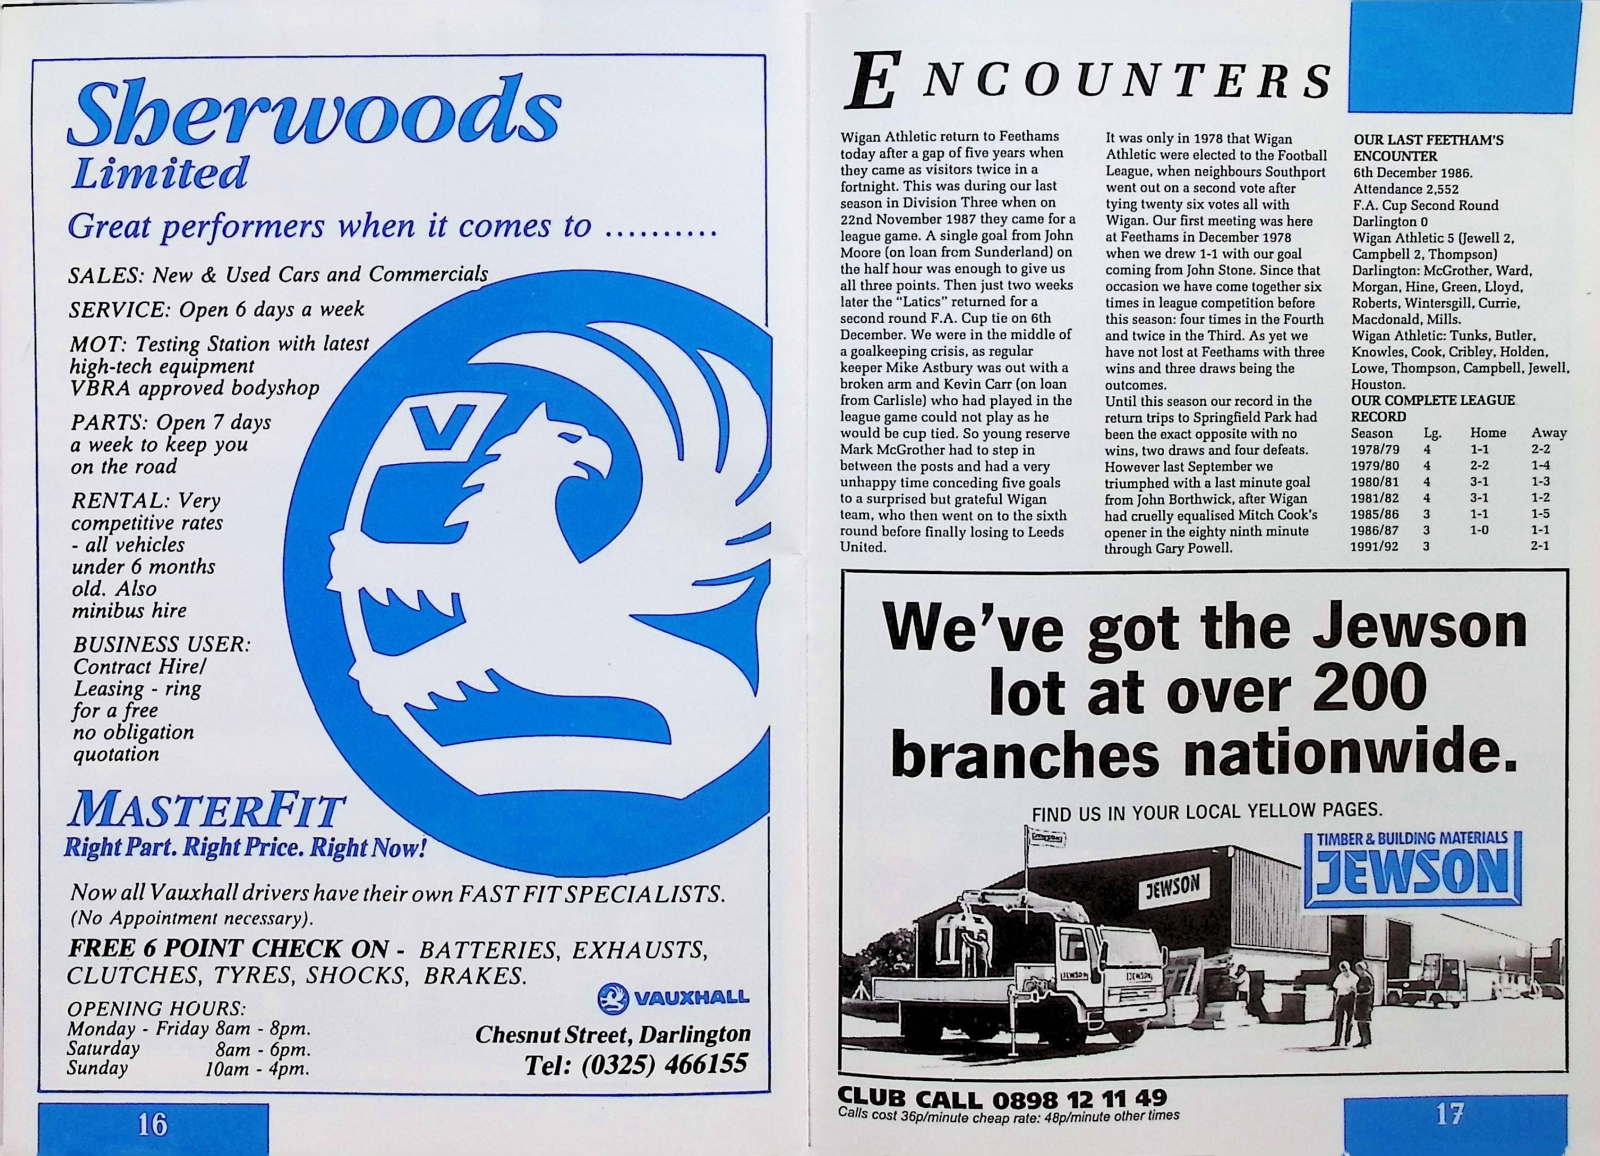 Sherwoods
Limited
Great performers when it comes to ..........
SALES: New & Used Cars and Commercials
SERVICE: Open 6 days a week
MOT: Testing Station with latest
high-tech equipment
VBRA approved bodyshop
PARTS: Open 7 days
a week to keep you
on the road
RENTAL: Very
competitive rates
- all vehicles
under 6 months
old. Also
minibus hire
BUSINESS USER:
Contract Hire/
Leasing - ring
for a free
no obligation
quotation
V
MASTERFIT
Right Part. Right Price. Right Now!
Now all Vauxhall drivers have their own FAST FIT SPECIALISTS.
(No Appointment necessary).
FREE 6 POINT CHECK ON - BATTERIES, EXHAUSTS,
CLUTCHES, TYRES, SHOCKS, BRAKES.
OPENING HOURS:
Monday - Friday 8am - 8pm.
Saturday 8am - 6pm.
Sunday 10am - 4pm.
VAUXHALL
Chesnut Street, Darlington
Tel: (0325) 466155
16
ENCOUNTERS
Wigan Athletic return to Feethams
today after a gap of five years when
they came as visitors twice in a
fortnight. This was during our last
season in Division Three when on
22nd November 1987 they came for a
league game. A single goal from John
Moore (on loan from Sunderland) on
the half hour was enough to give us
all three points. Then just two weeks
later the "Latics" returned for a
second round F.A. Cup tie on 6th
December. We were in the middle of
a goalkeeping crisis, as regular
keeper Mike Astbury was out with a
broken arm and Kevin Carr (on loan
from Carlisle) who had played in the
league game could not play as he
would be cup tied. So young reserve
Mark McGrother had to step in
between the posts and had a very
unhappy time conceding five goals
to a surprised but grateful Wigan
team, who then went on to the sixth
round before finally losing to Leeds
United.
It was only in 1978 that Wigan
Athletic were elected to the Football
League, when neighbours Southport
went out on a second vote after
tying twenty six votes all with
Wigan. Our first meeting was here
at Feethams in December 1978
when we drew 1-1 with our goal
coming from John Stone. Since that
occasion we have come together six
times in league competition before
this season: four times in the Fourth
and twice in the Third. As yet we
have not lost at Feethams with three
wins and three draws being the
outcomes.
Until this season our record in the
return trips to Springfield Park had
been the exact opposite with no
wins, two draws and four defeats.
However last September we
triumphed with a last minute goal
from John Borthwick, after Wigan
had cruelly equalised Mitch Cook's
opener in the eighty ninth minute
through Gary Powell.
OUR LAST FEETHAM'S
ENCOUNTER
6th December 1986.
Attendance 2,552
F.A. Cup Second Round
Darlington 0
Wigan Athletic 5 (Jewell 2,
Campbell 2, Thompson)
Darlington: McGrother, Ward,
Morgan, Hine, Green, Lloyd,
Roberts, Wintersgill, Currie,
Macdonald, Mills.
Wigan Athletic: Tunks, Butler,
Knowles, Cook, Cribley, Holden,
Lowe, Thompson, Campbell, Jewell,
Houston.
OUR COMPLETE LEAGUE
RECORD
Season Lg. Home Away
1978/79 4 1-1 2-2
1979/80 4 2-2 1-4
1980/81 4 3-1 1-3
1981/82 4 3-1 1-2
1985/86 3 1-1 1-5
1986/87 3 1-0 1-1
1991/92 3 2-1
We've got the Jewson
lot at over 200
branches nationwide.
FIND US IN YOUR LOCAL YELLOW PAGES.
TIMBER & BUILDING MATERIALS
JEWSON
JEWSON
JEWSON
JEWSON
CLUB CALL 0898 12 11 49
Calls cost 36p/minute cheap rate: 48p/minute other times
17